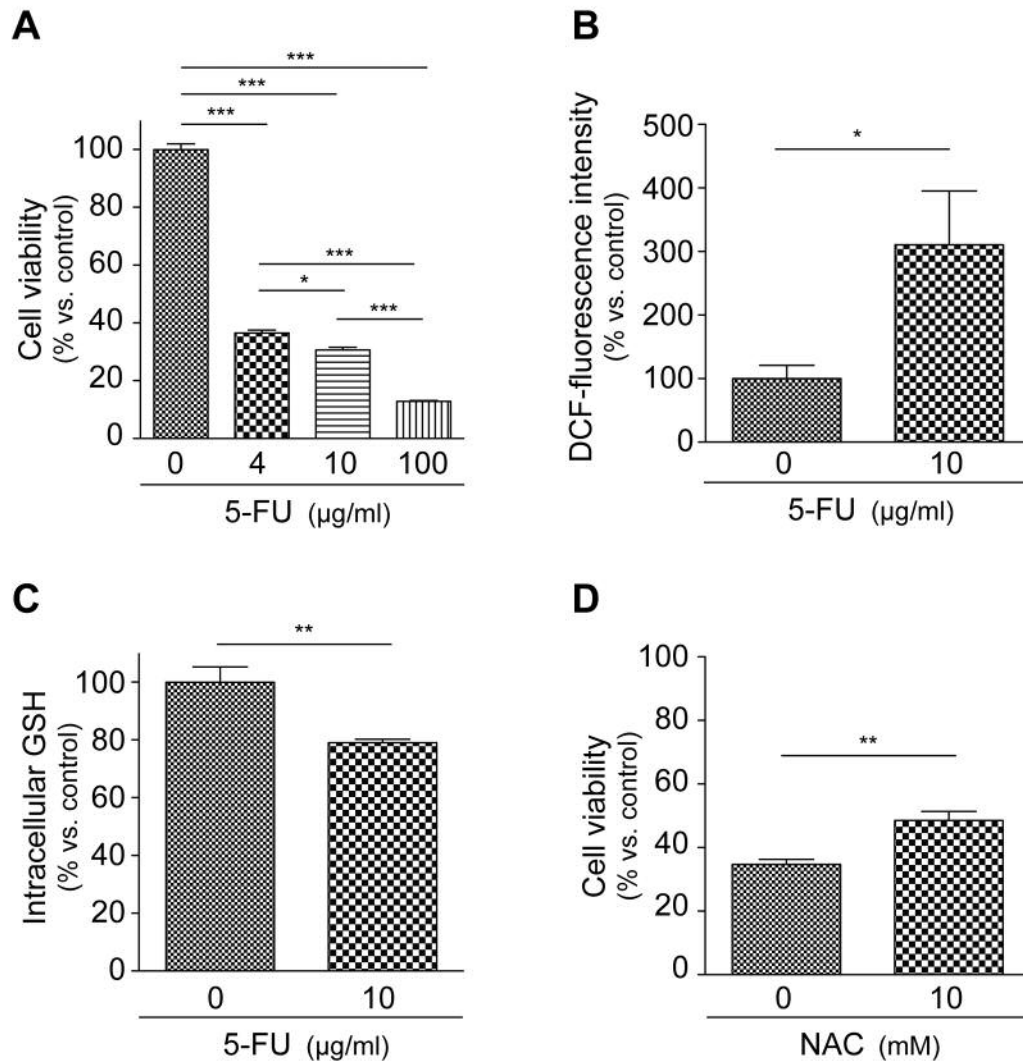 A
***
***
***
***
*
***
Cell viability
(% vs. control)
100
80
60
40
20
0
0 4 10 100
5-FU (µg/ml)
B
*
DCF-fluorescence intensity
(% vs. control)
500
400
300
200
100
0
0 10
5-FU (µg/ml)
C
**
Intracellular GSH
(% vs. control)
100
80
60
40
20
0
0 10
5-FU (µg/ml)
D
**
Cell viability
(% vs. control)
100
80
60
40
20
0
0 10
NAC (mM)